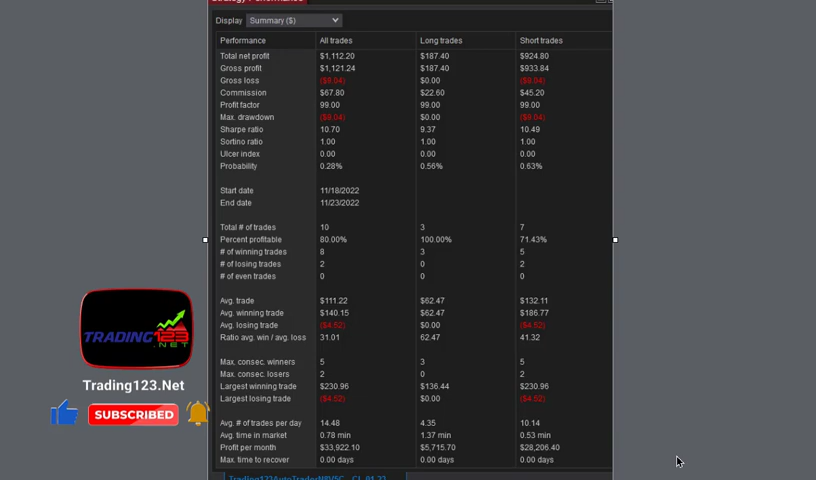 Strategy Performance
Display Summary ($)
Performance All trades Long trades Short trades
Total net profit $1,112.20 $187.40 $924.80
Gross profit $1,121.24 $187.40 $933.84
Gross loss ($9.04) $0.00 ($9.04)
Commission $67.80 $22.60 $45.20
Profit factor 99.00 99.00 99.00
Max. drawdown ($9.04) $0.00 ($9.04)
Sharpe ratio 10.70 9.37 10.49
Sortino ratio 1.00 1.00 1.00
Ulcer index 0.00 0.00 0.00
Probability 0.28% 0.56% 0.63%
Start date 11/18/2022
End date 11/23/2022
Total # of trades 10 3 7
Percent profitable 80.00% 100.00% 71.43%
# of winning trades 8 3 5
# of losing trades 2 0 2
# of even trades 0 0 0
Avg. trade $111.22 $62.47 $132.11
Avg. winning trade $140.15 $62.47 $186.77
Avg. losing trade ($4.52) $0.00 ($4.52)
Ratio avg. win / avg. loss 31.01 62.47 41.32
Max. consec. winners 5 3 5
Max. consec. losers 2 0 2
Largest winning trade $230.96 $136.44 $230.96
Largest losing trade ($4.52) $0.00 ($4.52)
Avg. # of trades per day 14.48 4.35 10.14
Avg. time in market 0.78 min 1.37 min 0.53 min
Profit per month $33,922.10 $5,715.70 $28,206.40
Max. time to recover 0.00 days 0.00 days 0.00 days
TRADING123
.NET
Trading123.Net
SUBSCRIBED